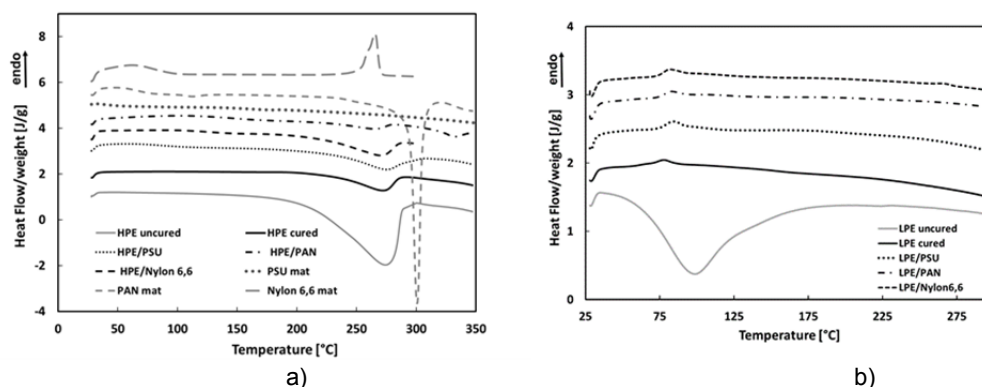 endo
Heat Flow/weight [J/g]
8
6
4
2
0
-2
-4
HPE uncured
HPE cured
HPE/PSU
HPE/PAN
HPE/Nylon 6,6
PSU mat
PAN mat
Nylon 6,6 mat
0 50 100 150 200 250 300 350
Temperature [°C]
a)
endo
Heat Flow/weight [J/g]
4
3
2
1
0
LPE uncured
LPE cured
LPE/PSU
LPE/PAN
LPE/Nylon6,6
25 75 125 175 225 275
Temperature [°C]
b)